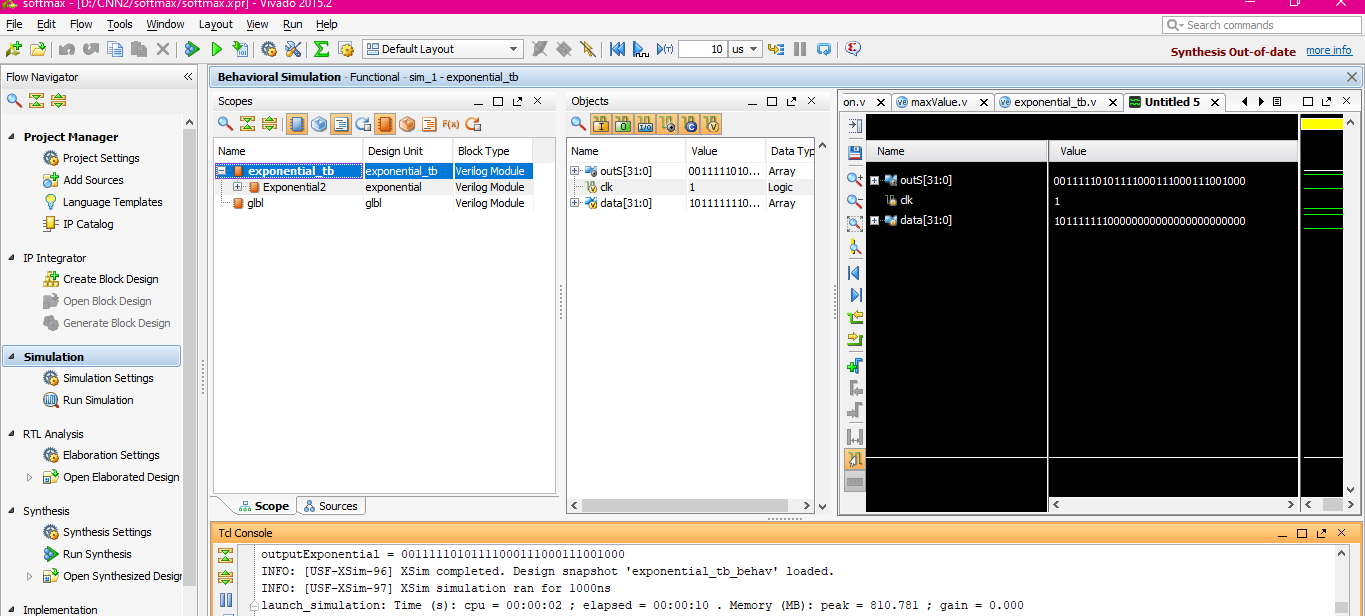 softmax - [D:/CNN2/softmax/softmax.xpr] - Vivado 2015.2
File Edit Flow Tools Window Layout View Run Help
Search commands
Default Layout
10 us
Synthesis Out-of-date more info
Flow Navigator
Project Manager
Project Settings
Add Sources
Language Templates
IP Catalog
IP Integrator
Create Block Design
Open Block Design
Generate Block Design
Simulation
Simulation Settings
Run Simulation
RTL Analysis
Elaboration Settings
Open Elaborated Design
Synthesis
Synthesis Settings
Run Synthesis
Open Synthesized Design
Implementation
Behavioral Simulation - Functional - sim_1 - exponential_tb
Scopes
F(x)
Name Design Unit Block Type
exponential_tb exponential_tb Verilog Module
Exponential2 exponential Verilog Module
glbl glbl Verilog Module
Scope Sources
Objects
Name Value Data Typ
outS[31:0] 0011111010... Array
clk 1 Logic
data[31:0] 1011111110... Array
on.v maxValue.v exponential_tb.v Untitled 5
Name Value
outS[31:0] 00111110101111000111000111001000
clk 1
data[31:0] 10111111100000000000000000000000
Tcl Console
outputExponential = 00111110101111000111000111001000
INFO: [USF-XSim-96] XSim completed. Design snapshot 'exponential_tb_behav' loaded.
INFO: [USF-XSim-97] XSim simulation ran for 1000ns
launch_simulation: Time (s): cpu = 00:00:02 ; elapsed = 00:00:10 . Memory (MB): peak = 810.781 ; gain = 0.000